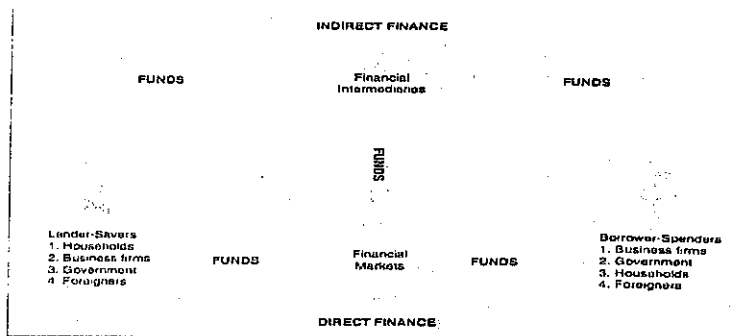 INDIRECT FINANCE
FUNDS
Financial
Intermediaries
FUNDS
FUNDS
Lender-Savers
1. Households
2. Business firms
3. Government
4. Foreigners
FUNDS
Financial
Markets
FUNDS
Borrower-Spenders
1. Business firms
2. Government
3. Households
4. Foreigners
DIRECT FINANCE